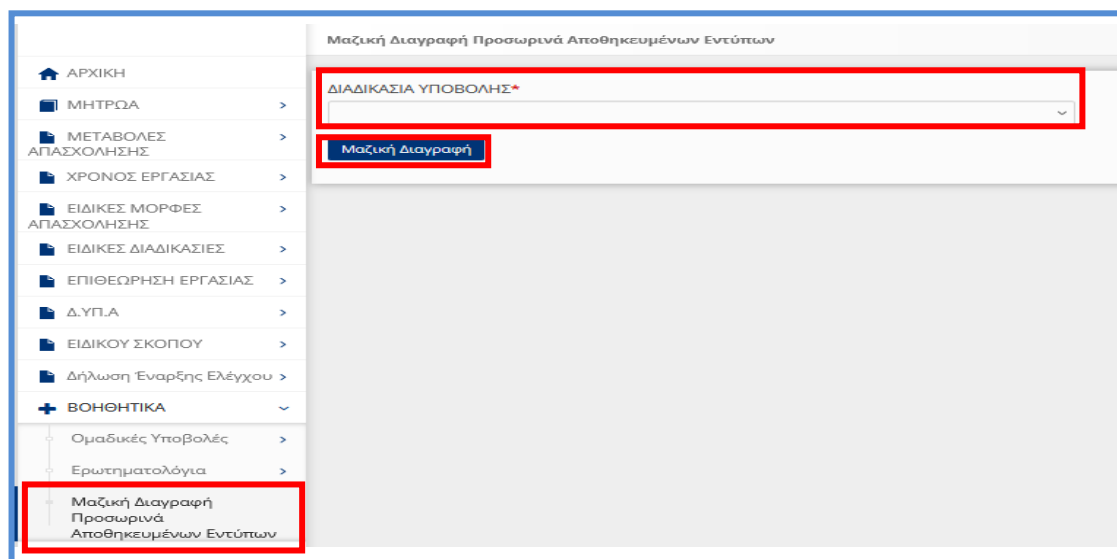 Μαζική Διαγραφή Προσωρινά Αποθηκευμένων Εντύπων
ΑΡΧΙΚΗ
ΜΗΤΡΩΑ
ΜΕΤΑΒΟΛΕΣ
ΑΠΑΣΧΟΛΗΣΗΣ
ΧΡΟΝΟΣ ΕΡΓΑΣΙΑΣ
ΕΙΔΙΚΕΣ ΜΟΡΦΕΣ
ΑΠΑΣΧΟΛΗΣΗΣ
ΕΙΔΙΚΕΣ ΔΙΑΔΙΚΑΣΙΕΣ
ΕΠΙΘΕΩΡΗΣΗ ΕΡΓΑΣΙΑΣ
Δ.ΥΠ.Α
ΕΙΔΙΚΟΥ ΣΚΟΠΟΥ
Δήλωση Έναρξης Ελέγχου
ΒΟΗΘΗΤΙΚΑ
Ομαδικές Υποβολές
Ερωτηματολόγια
Μαζική Διαγραφή
Προσωρινά
Αποθηκευμένων Εντύπων
ΔΙΑΔΙΚΑΣΙΑ ΥΠΟΒΟΛΗΣ*
Μαζική Διαγραφή